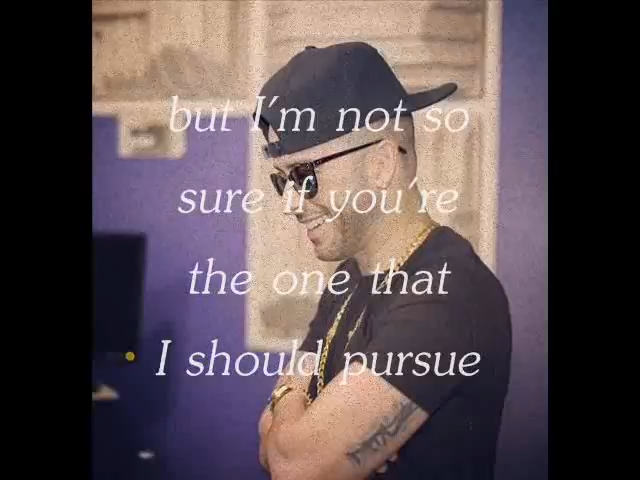 but I'm not so
sure if you're
the one that
I should pursue